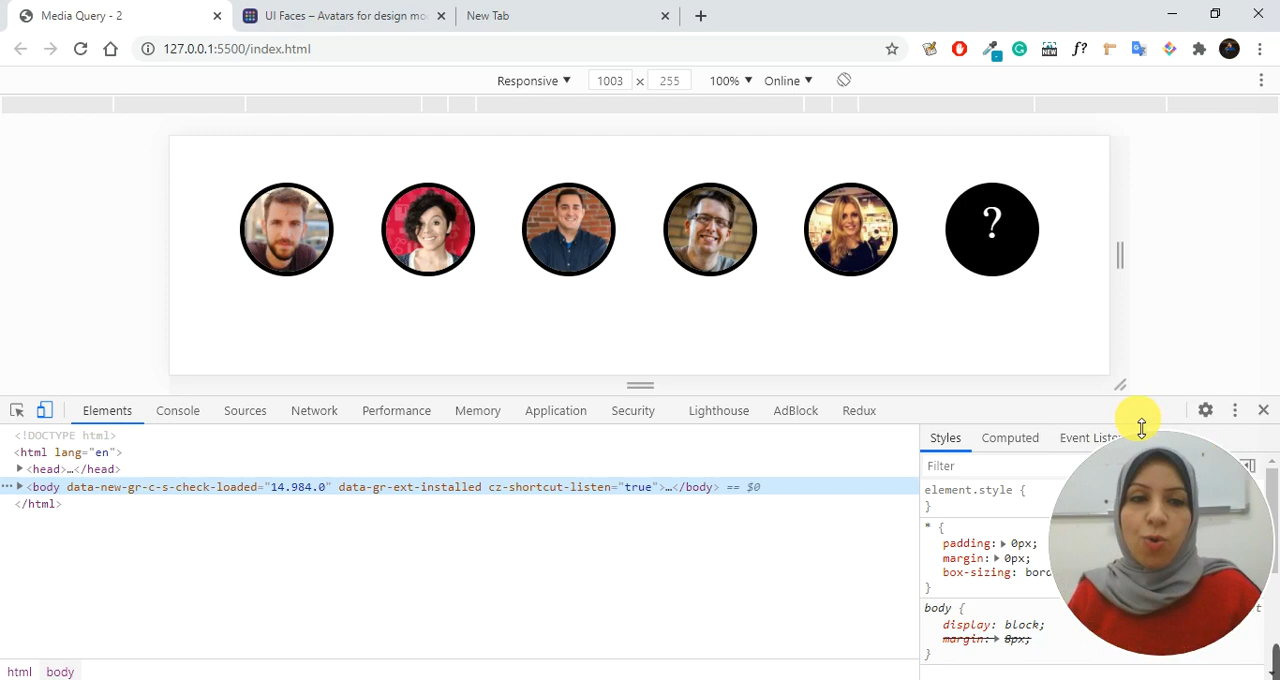 Media Query - 2
UI Faces – Avatars for design mo
New Tab
127.0.0.1:5500/index.html
NEW
f?
Responsive ▼ 1003 × 255 100% ▼ Online ▼
?
Elements Console Sources Network Performance Memory Application Security Lighthouse AdBlock Redux
<!DOCTYPE html>
<html lang="en">
<head>…</head>
<body data-new-gr-c-s-check-loaded="14.984.0" data-gr-ext-installed cz-shortcut-listen="true">…</body> == $0
</html>
Styles Computed Event Liste
Filter
element.style {
}
* {
padding: 0px;
margin: 0px;
box-sizing: bord
}
body {
display: block;
margin: 8px;
}
html body